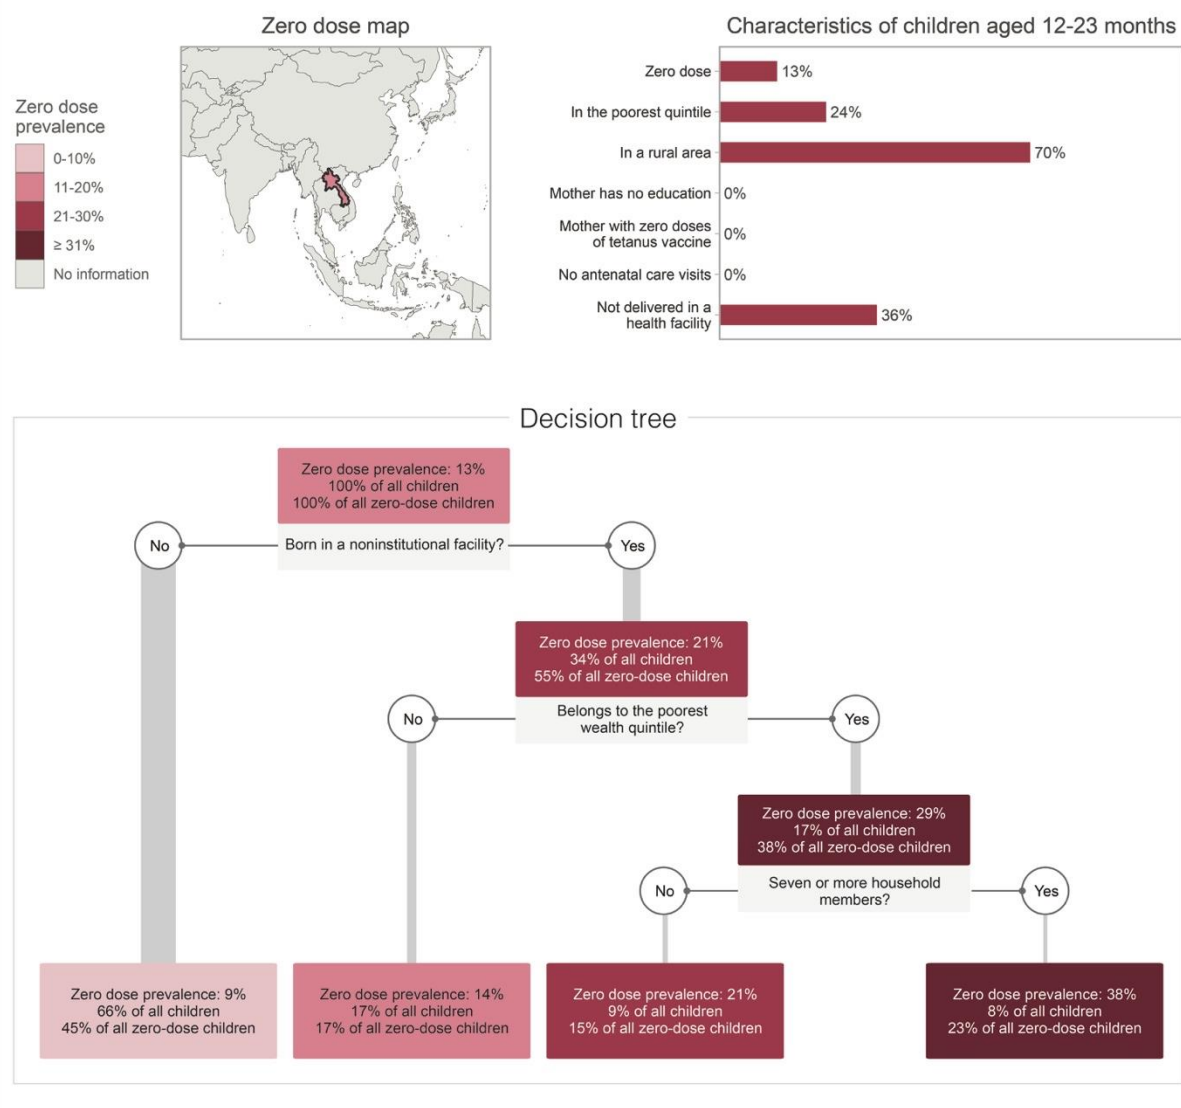 Zero dose map
Zero dose
prevalence
0-10%
11-20%
21-30%
≥ 31%
No information
Characteristics of children aged 12-23 months
Zero dose
13%
In the poorest quintile
24%
In a rural area
70%
Mother has no education
0%
Mother with zero doses
of tetanus vaccine
0%
No antenatal care visits
0%
Not delivered in a
health facility
36%
Decision tree
Zero dose prevalence: 13%
100% of all children
100% of all zero-dose children
No
Born in a noninstitutional facility?
Yes
Zero dose prevalence: 21%
34% of all children
55% of all zero-dose children
No
Belongs to the poorest
wealth quintile?
Yes
Zero dose prevalence: 29%
17% of all children
38% of all zero-dose children
No
Seven or more household
members?
Yes
Zero dose prevalence: 9%
66% of all children
45% of all zero-dose children
Zero dose prevalence: 14%
17% of all children
17% of all zero-dose children
Zero dose prevalence: 21%
9% of all children
15% of all zero-dose children
Zero dose prevalence: 38%
8% of all children
23% of all zero-dose children